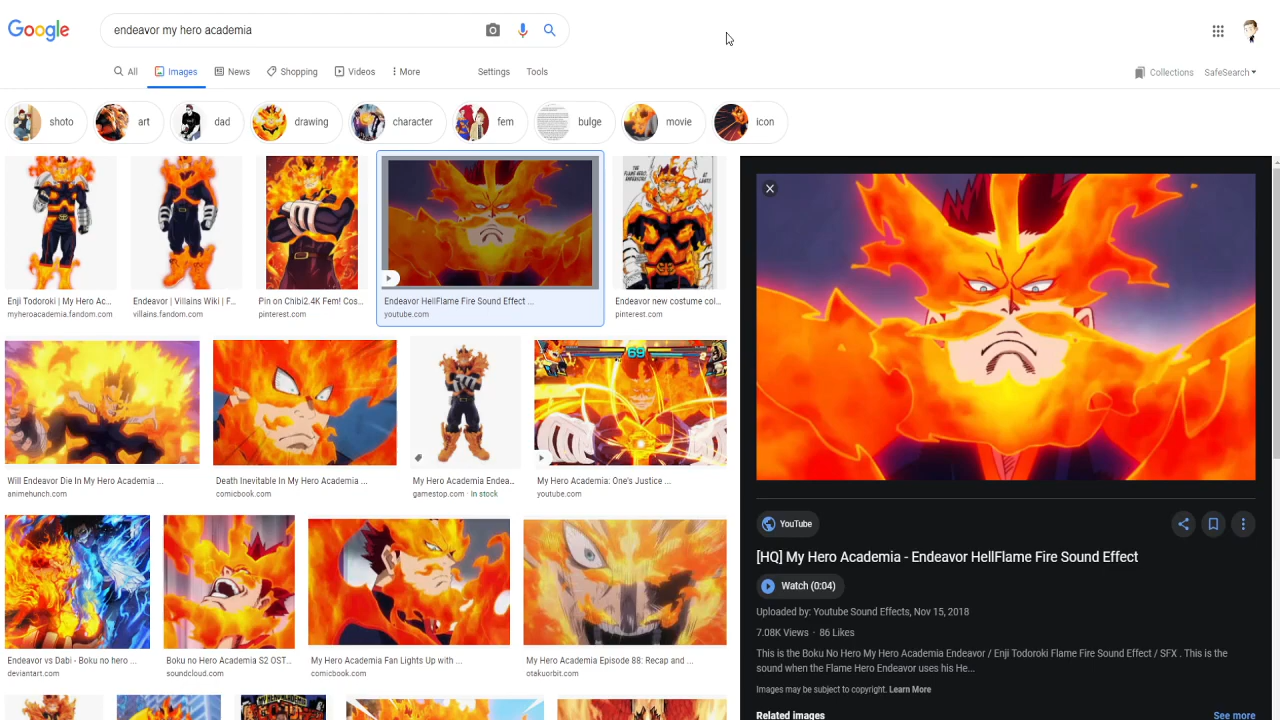 Google
endeavor my hero academia
All Images News Shopping Videos More Settings Tools
Collections SafeSearch
shoto art dad drawing character fem bulge movie icon
THE FLAME HERO, ENDEAVOR!
Enji Todoroki | My Hero Ac...
myheroacademia.fandom.com
Endeavor | Villains Wiki | F...
villains.fandom.com
Pin on Chibi2.4K Fem! Cos...
pinterest.com
Endeavor HellFlame Fire Sound Effect ...
youtube.com
Endeavor new costume col...
pinterest.com
69
Will Endeavor Die In My Hero Academia ...
animehunch.com
Death Inevitable In My Hero Academia ...
comicbook.com
My Hero Academia Endea...
gamestop.com · In stock
My Hero Academia: One's Justice ...
youtube.com
Endeavor vs Dabi - Boku no hero ...
deviantart.com
Boku no Hero Academia S2 OST...
soundcloud.com
My Hero Academia Fan Lights Up with ...
comicbook.com
My Hero Academia Episode 88: Recap and ...
otakuorbit.com
YouTube
[HQ] My Hero Academia - Endeavor HellFlame Fire Sound Effect
Watch (0:04)
Uploaded by: Youtube Sound Effects, Nov 15, 2018
7.08K Views · 86 Likes
This is the Boku No Hero My Hero Academia Endeavor / Enji Todoroki Flame Fire Sound Effect / SFX . This is the
sound when the Flame Hero Endeavor uses his He...
Images may be subject to copyright. Learn More
Related images See more